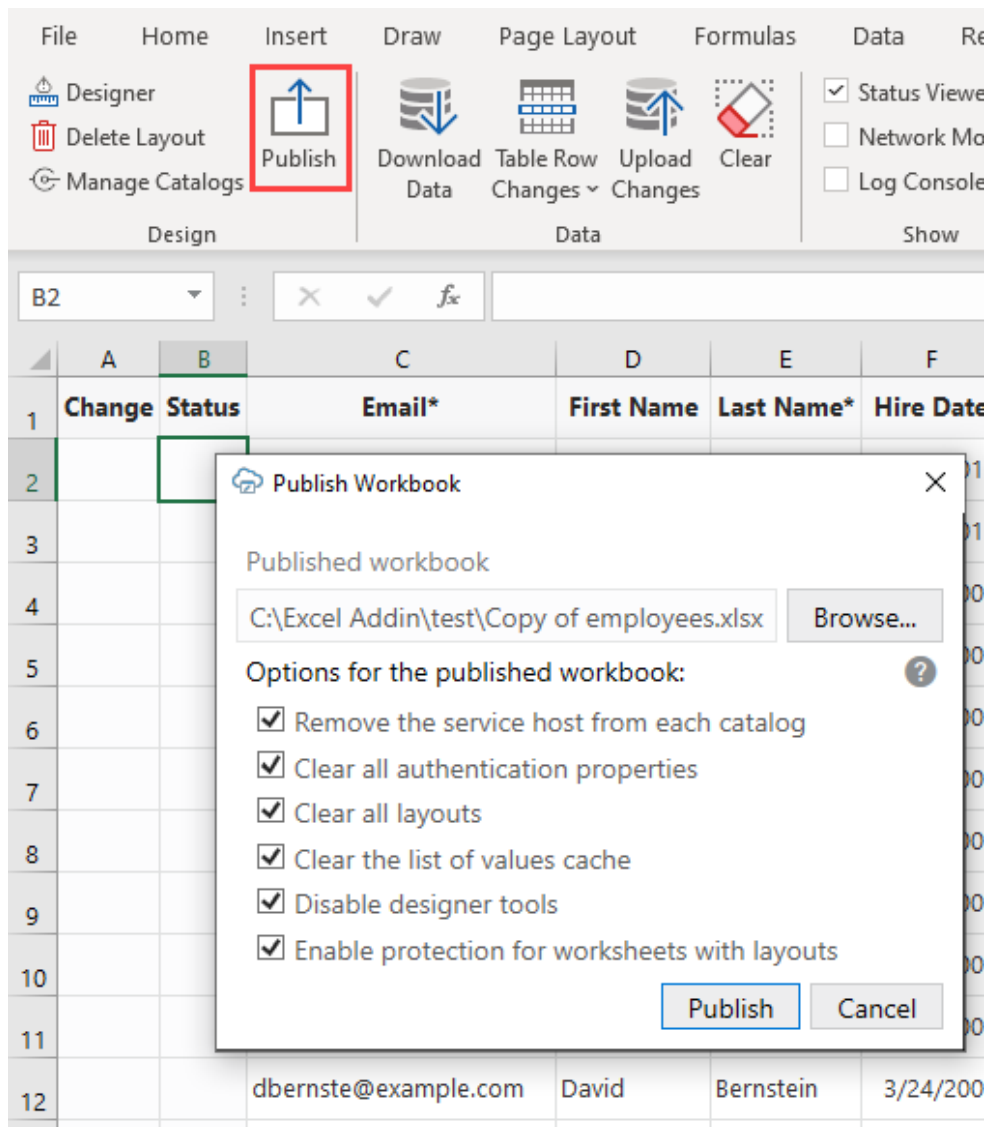 File Home Insert Draw Page Layout Formulas Data Re
Designer
Delete Layout
Manage Catalogs
Publish
Design
Download
Data
Table Row
Changes
Upload
Changes
Clear
Data
Status Viewe
Network Mo
Log Console
Show
B2
fx
A B C D E F
1 Change Status Email* First Name Last Name* Hire Date
2
3
4
5
6
7
8
9
10
11
Publish Workbook
Published workbook
C:\Excel Addin\test\Copy of employees.xlsx Browse...
Options for the published workbook: ?
Remove the service host from each catalog
Clear all authentication properties
Clear all layouts
Clear the list of values cache
Disable designer tools
Enable protection for worksheets with layouts
Publish Cancel
12 dbernste@example.com David Bernstein 3/24/200